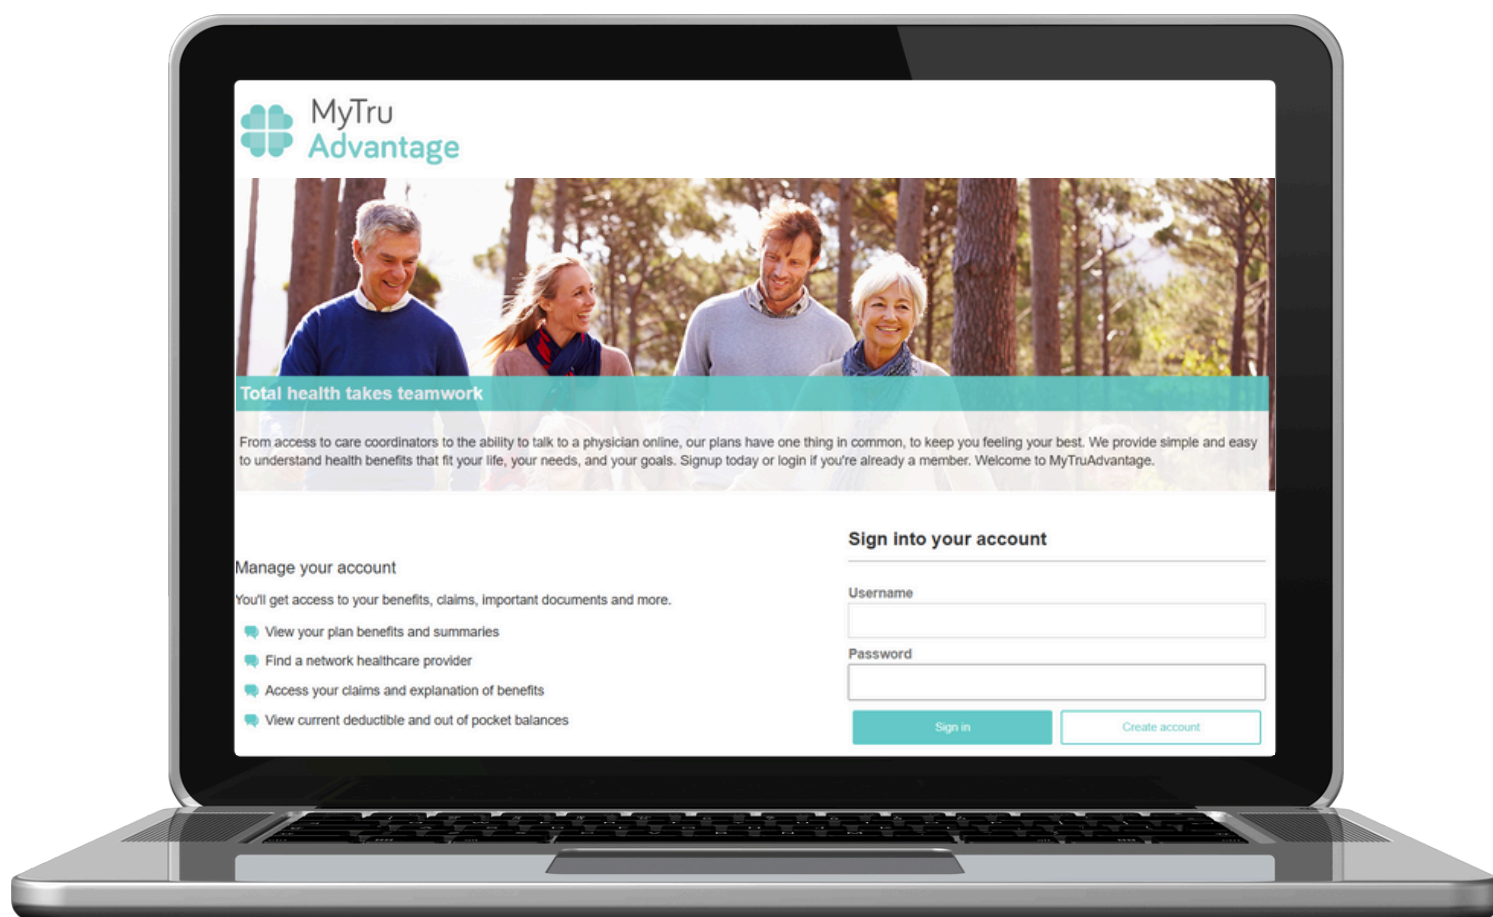 MyTru
Advantage
Total health takes teamwork
From access to care coordinators to the ability to talk to a physician online, our plans have one thing in common, to keep you feeling your best. We provide simple and easy
to understand health benefits that fit your life, your needs, and your goals. Signup today or login if you're already a member. Welcome to MyTruAdvantage.
Manage your account
You'll get access to your benefits, claims, important documents and more.
View your plan benefits and summaries
Find a network healthcare provider
Access your claims and explanation of benefits
View current deductible and out of pocket balances
Sign into your account
Username
Password
Sign in
Create account